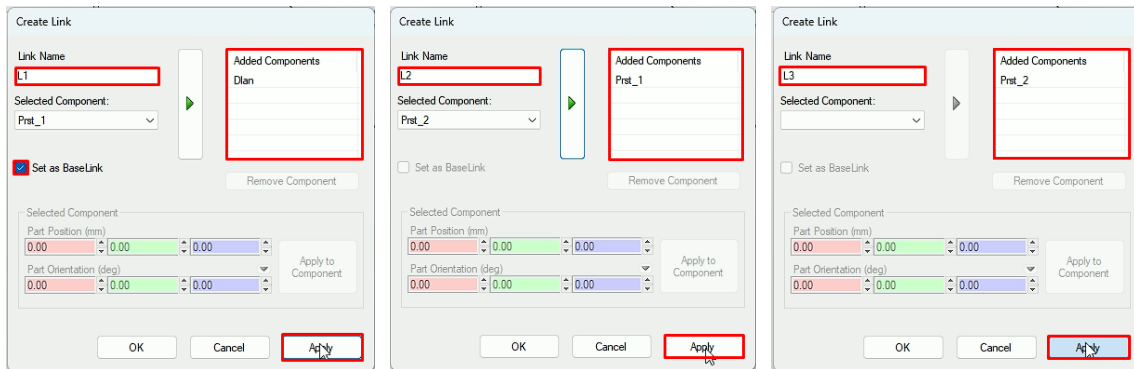 Create Link
Link Name
L1
Added Components
Dlan
Selected Component:
Prst_1
Set as BaseLink
Remove Component
Selected Component
Part Position (mm)
0.00 0.00 0.00
Part Orientation (deg)
0.00 0.00 0.00
Apply to
Component
OK Cancel Apply
Create Link
Link Name
L2
Added Components
Prst_1
Selected Component:
Prst_2
Set as BaseLink
Remove Component
Selected Component
Part Position (mm)
0.00 0.00 0.00
Part Orientation (deg)
0.00 0.00 0.00
Apply to
Component
OK Cancel Apply
Create Link
Link Name
L3
Added Components
Prst_2
Selected Component:
Set as BaseLink
Remove Component
Selected Component
Part Position (mm)
0.00 0.00 0.00
Part Orientation (deg)
0.00 0.00 0.00
Apply to
Component
OK Cancel Apply